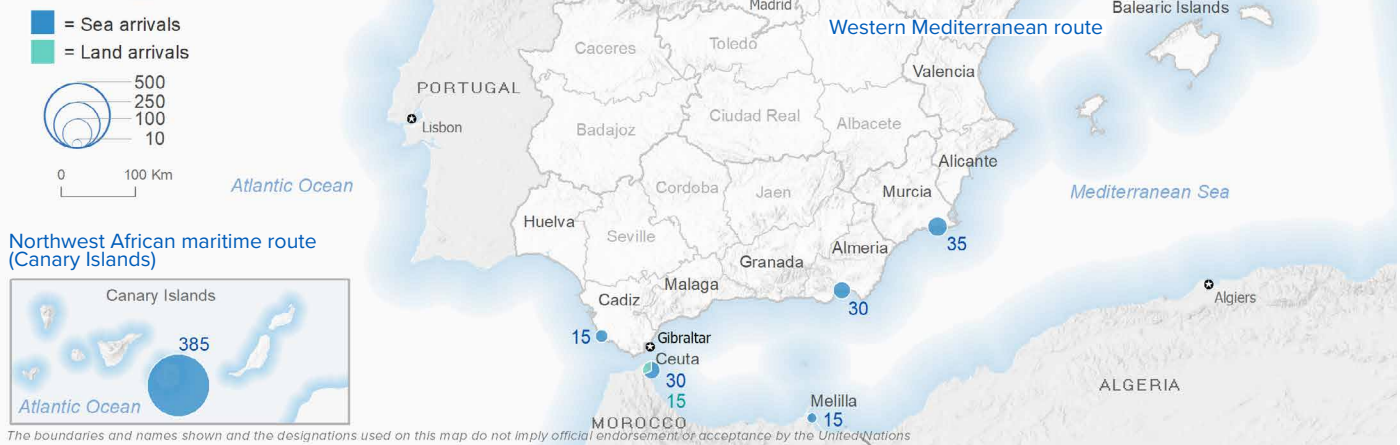 Madrid
Balearic Islands
= Sea arrivals
Western Mediterranean route
= Land arrivals
Caceres
Toledo
Valencia
500
250
100
10
PORTUGAL
Lisbon
Badajoz
Ciudad Real
Albacete
0 100 Km
Alicante
Atlantic Ocean
Cordoba
Jaen
Murcia
Mediterranean Sea
Huelva
Seville
35
Northwest African maritime route
(Canary Islands)
Almeria
Granada
Malaga
Canary Islands
Cadiz
30
Algiers
385
15
Gibraltar
Ceuta
30
15
ALGERIA
Atlantic Ocean
Melilla
15
MOROCCO
The boundaries and names shown and the designations used on this map do not imply official endorsement or acceptance by the United Nations